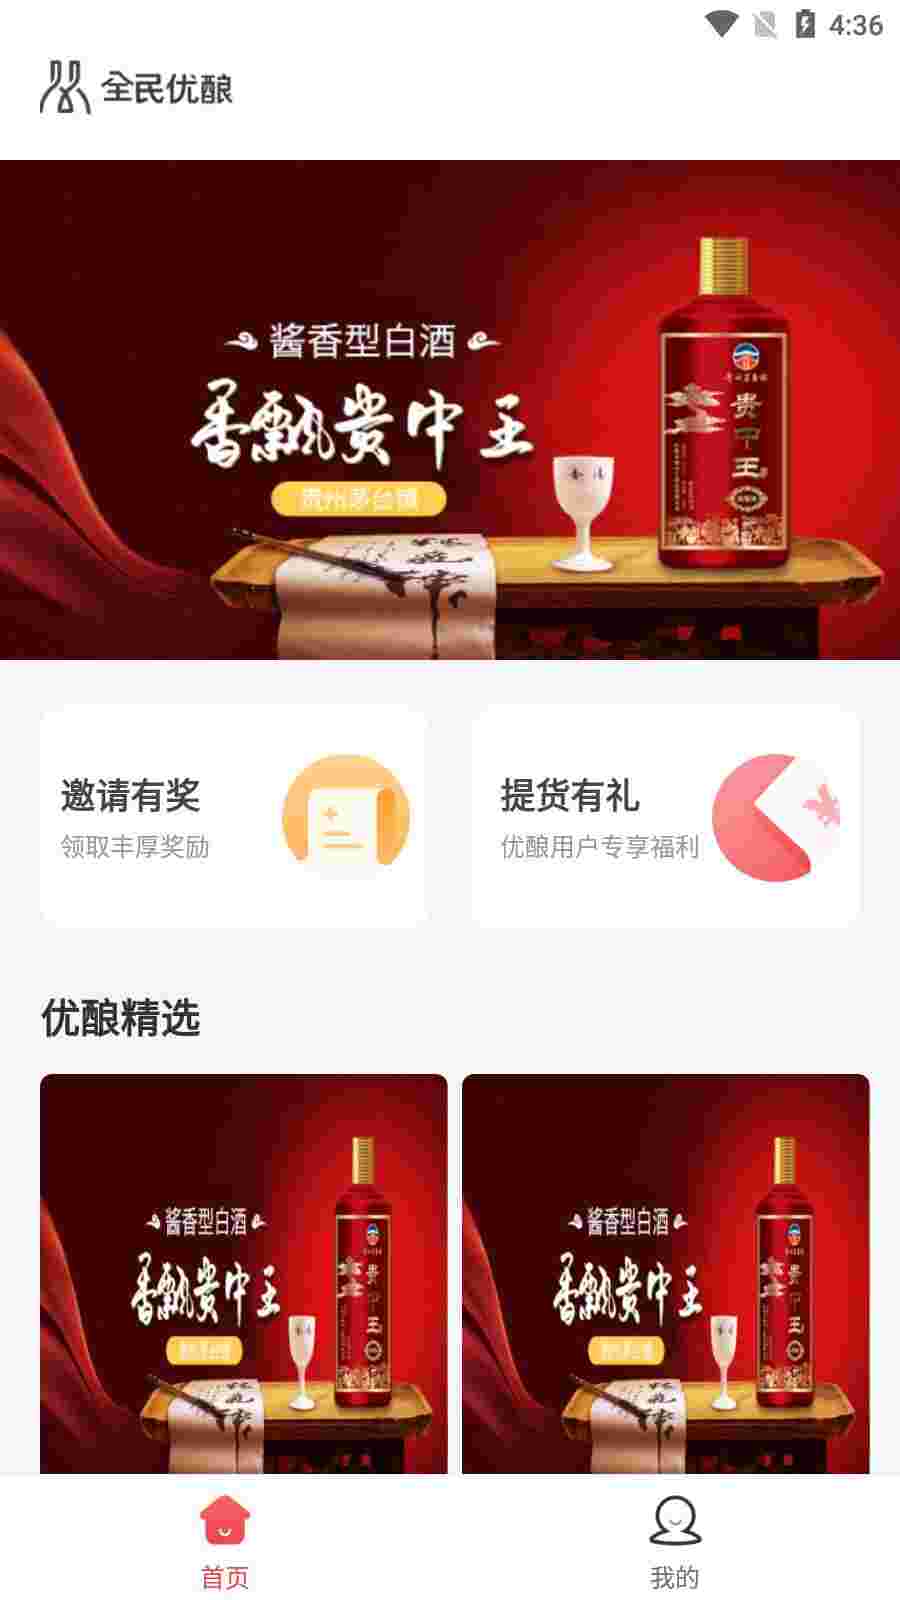 4:36
全民优酿
酱香型白酒
香飘贵中王
贵州茅台镇
贵中王
邀请有奖
领取丰厚奖励
提货有礼
优酿用户专享福利
优酿精选
酱香型白酒
香飘贵中王
贵中王
酱香型白酒
香飘贵中王
贵中王
首页
我的